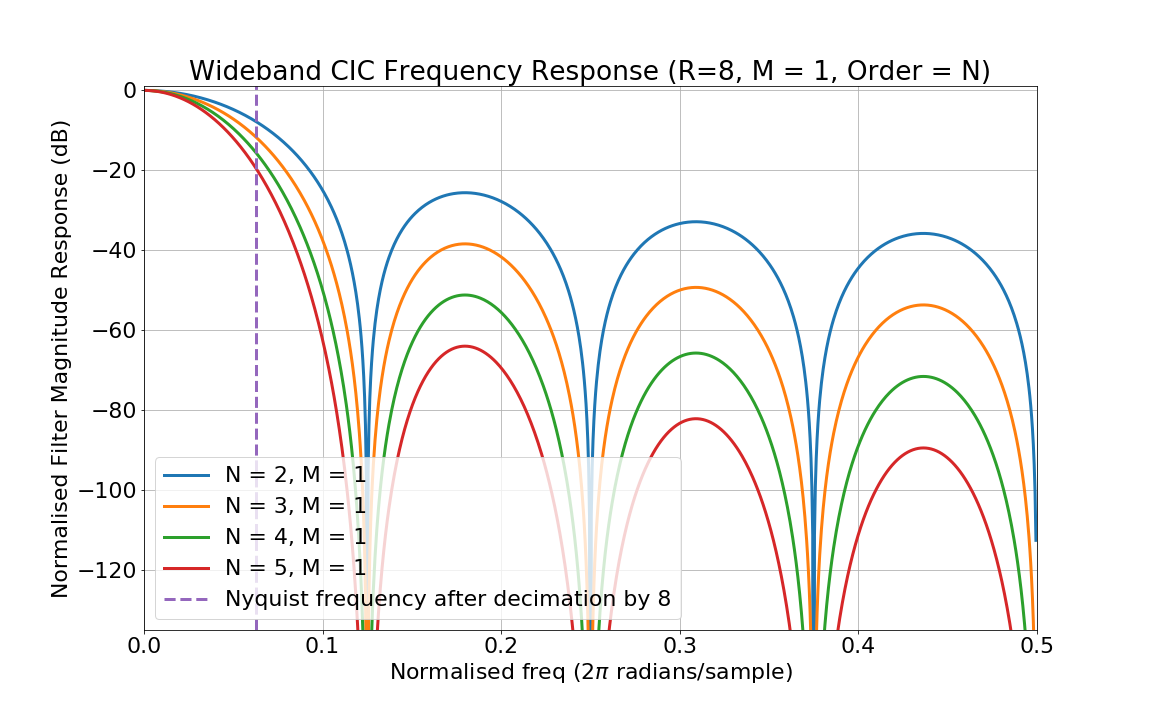 Wideband CIC Frequency Response (R=8, M = 1, Order = N)
Normalised Filter Magnitude Response (dB)
0
−20
−40
−60
−80
−100
−120
N = 2, M = 1
N = 3, M = 1
N = 4, M = 1
N = 5, M = 1
Nyquist frequency after decimation by 8
0.0 0.1 0.2 0.3 0.4 0.5
Normalised freq (2π radians/sample)